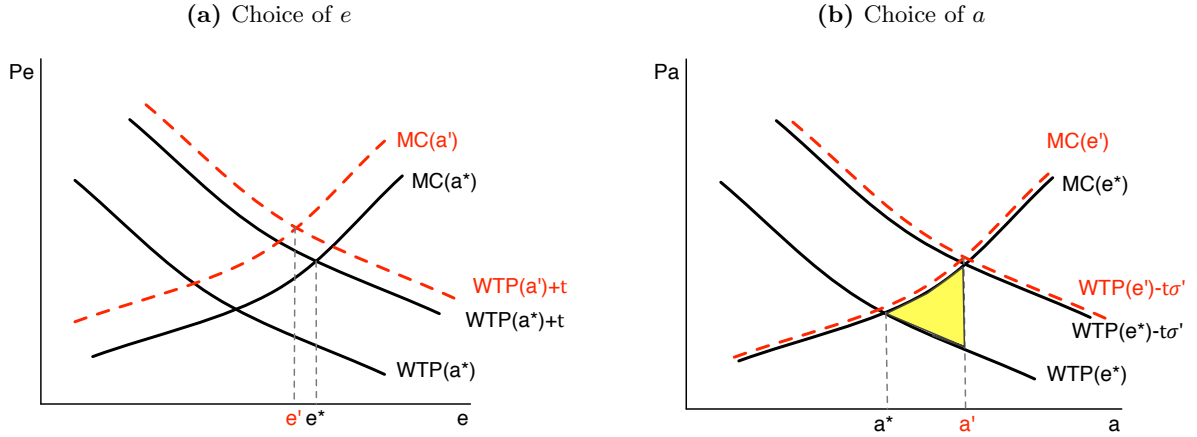 (a) Choice of e
Pe
MC(a')
MC(a*)
WTP(a')+t
WTP(a*)+t
WTP(a*)
e' e* e
(b) Choice of a
Pa
MC(e')
MC(e*)
WTP(e')-tσ'
WTP(e*)-tσ'
WTP(e*)
a* a' a